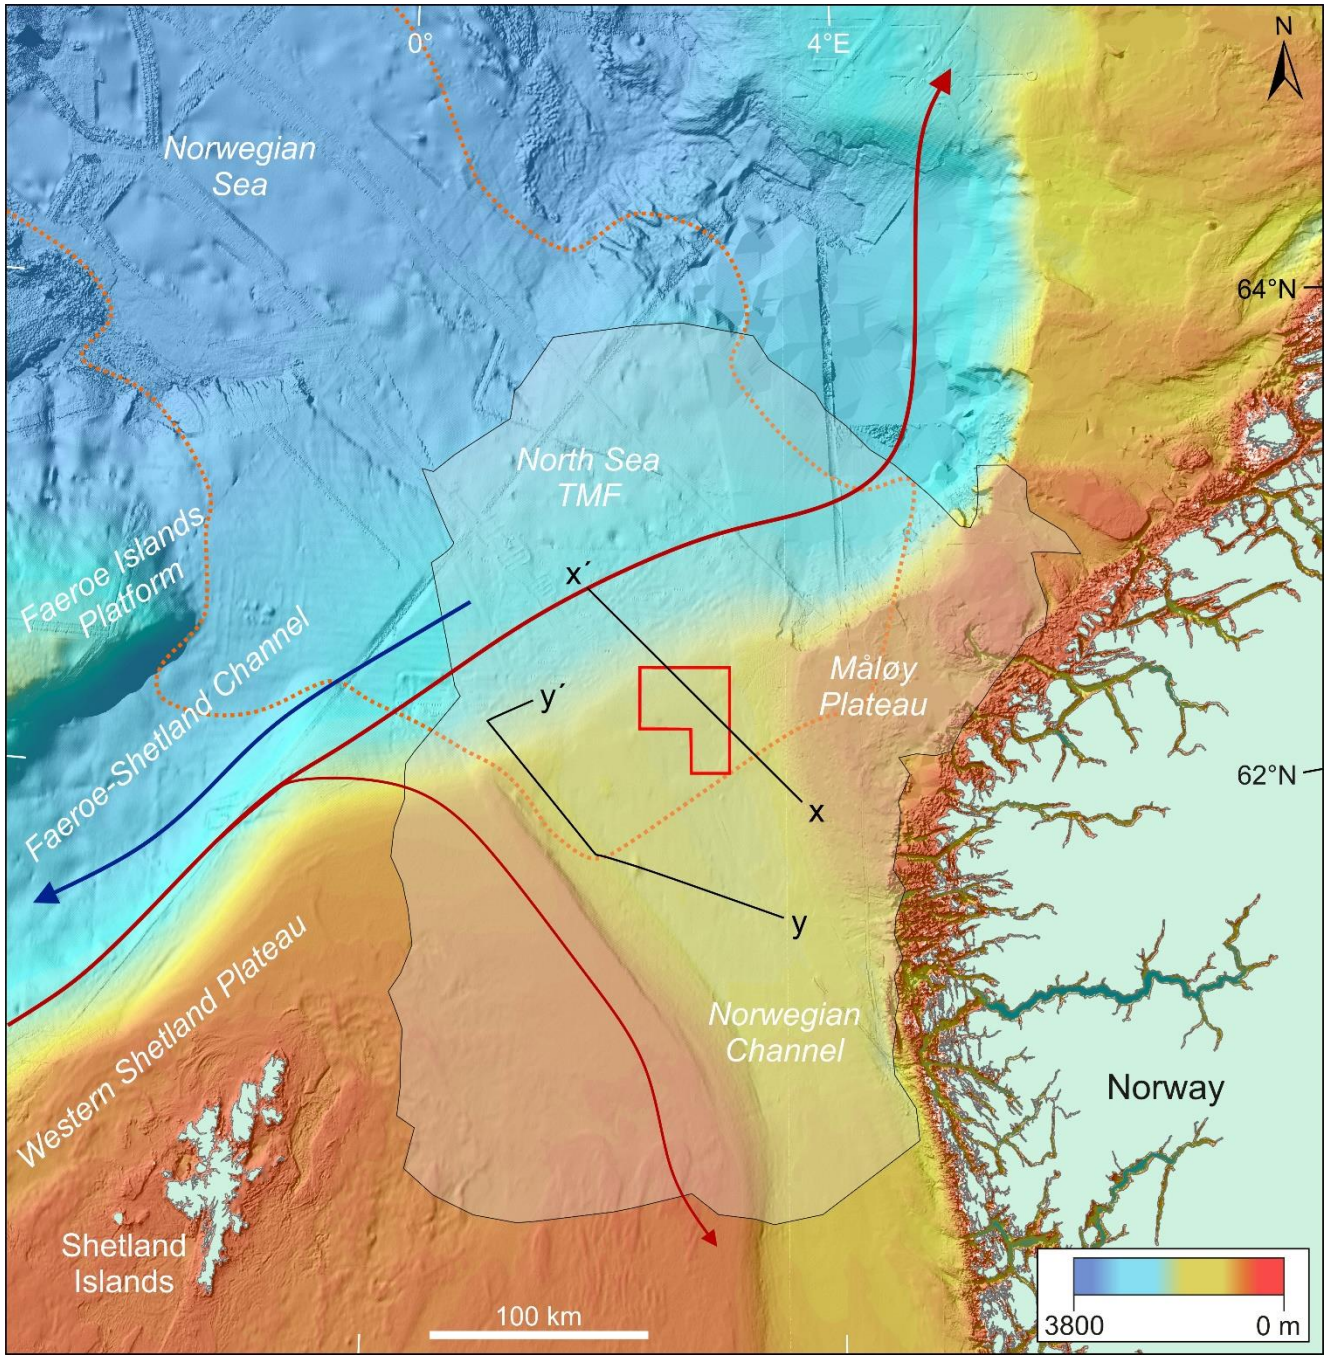 0°
4°E
N
Norwegian
Sea
64°N
North Sea
TMF
Faeroe Islands
Platform
x´
Faeroe-Shetland Channel
y´
Måløy
Plateau
62°N
x
y
Western Shetland Plateau
Norwegian
Channel
Norway
Shetland
Islands
100 km
3800
0 m